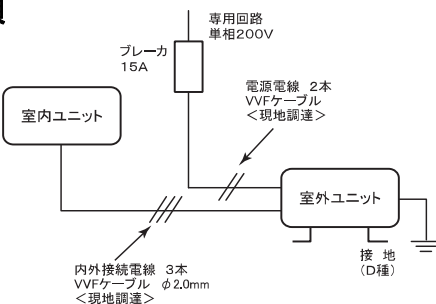 専用回路
単相200V
ブレーカ
15A
電源電線 2本
VVFケーブル
<現地調達>
室内ユニット
室外ユニット
接 地
(D種)
内外接続電線 3本
VVFケーブル φ2.0mm
<現地調達>